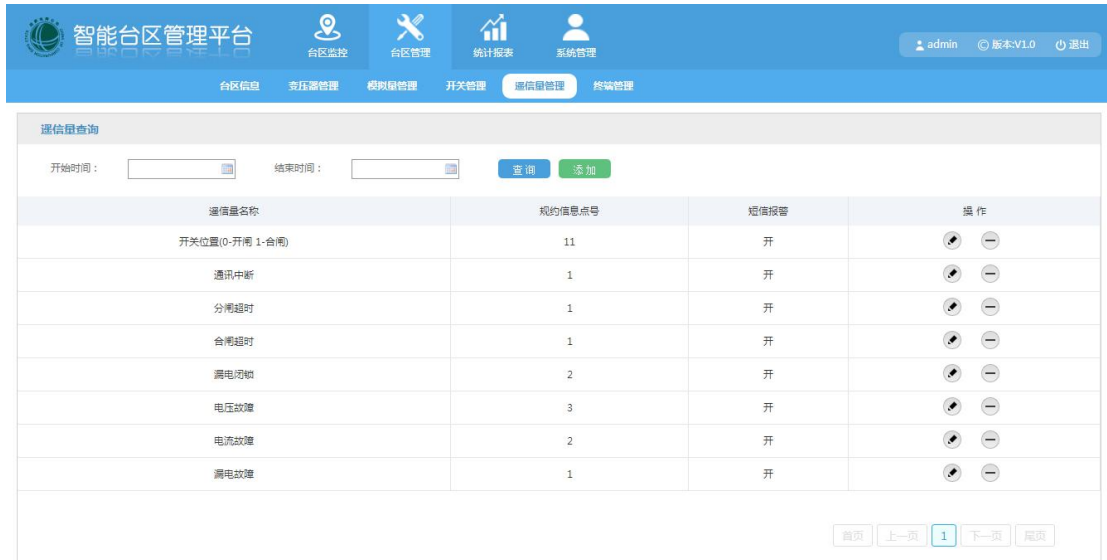 智能台区管理平台
台区监控 台区管理 统计报表 系统管理
admin 版本:V1.0 退出
台区信息 变压器管理 模拟量管理 开关管理 遥信量管理 终端管理
遥信量查询
开始时间： 结束时间： 查询 添加
遥信量名称 规约信息点号 短信报警 操作
开关位置(0-开闸 1-合闸) 11 开
通讯中断 1 开
分闸超时 1 开
合闸超时 1 开
漏电闭锁 2 开
电压故障 3 开
电流故障 2 开
漏电故障 1 开
首页 上一页 1 下一页 尾页